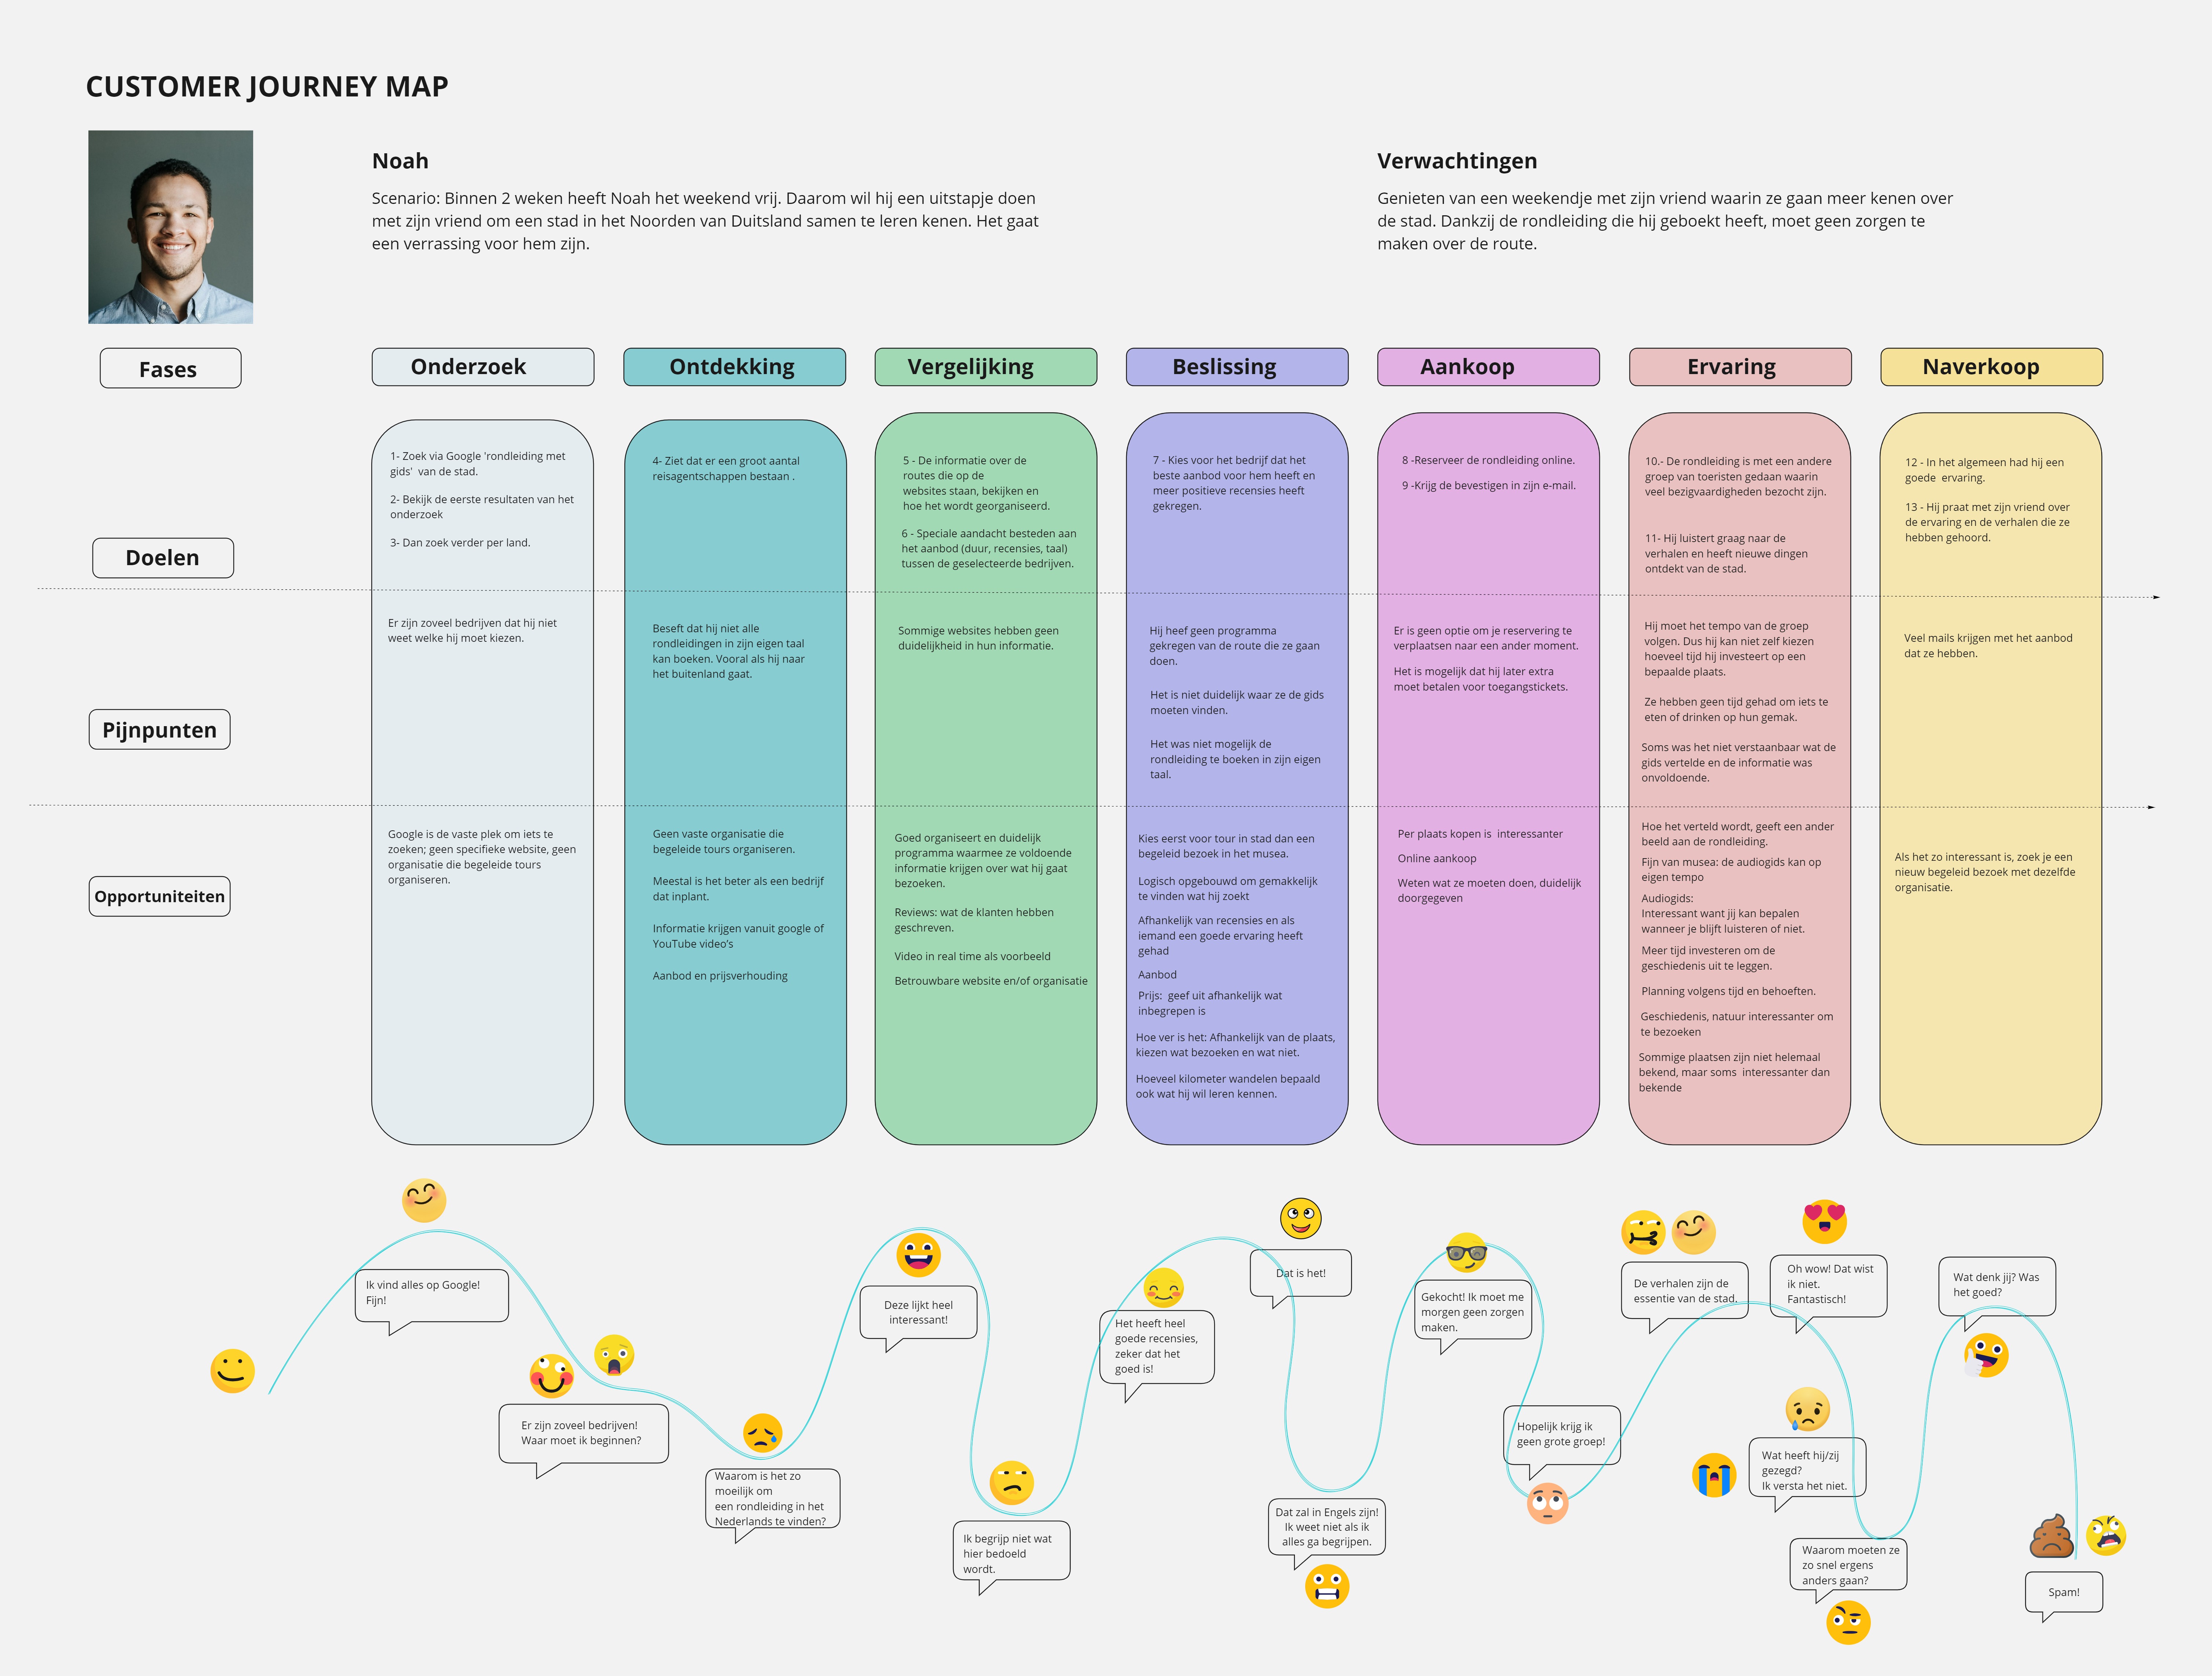 CUSTOMER JOURNEY MAP
Noah
Scenario: Binnen 2 weken heeft Noah het weekend vrij. Daarom wil hij een uitstapje doen
met zijn vriend om een stad in het Noorden van Duitsland samen te leren kenen. Het gaat
een verrassing voor hem zijn.
Verwachtingen
Genieten van een weekendje met zijn vriend waarin ze gaan meer kenen over
de stad. Dankzij de rondleiding die hij geboekt heeft, moet geen zorgen te
maken over de route.
Fases
Onderzoek
Ontdekking
Vergelijking
Beslissing
Aankoop
Ervaring
Naverkoop
Doelen
1- Zoek via Google 'rondleiding met
gids'  van de stad.
2- Bekijk de eerste resultaten van het
onderzoek
3- Dan zoek verder per land.
4- Ziet dat er een groot aantal
reisagentschappen bestaan .
5 - De informatie over de
routes die op de
websites staan, bekijken en
hoe het wordt georganiseerd.
6 - Speciale aandacht besteden aan
het aanbod (duur, recensies, taal)
tussen de geselecteerde bedrijven.
7 - Kies voor het bedrijf dat het
beste aanbod voor hem heeft en
meer positieve recensies heeft
gekregen.
8 -Reserveer de rondleiding online.
9 -Krijg de bevestigen in zijn e-mail.
10.- De rondleiding is met een andere
groep van toeristen gedaan waarin
veel bezigvaardigheden bezocht zijn.
11- Hij luistert graag naar de
verhalen en heeft nieuwe dingen
ontdekt van de stad.
12 - In het algemeen had hij een
goede  ervaring.
13 - Hij praat met zijn vriend over
de ervaring en de verhalen die ze
hebben gehoord.
Pijnpunten
Er zijn zoveel bedrijven dat hij niet
weet welke hij moet kiezen.
Beseft dat hij niet alle
rondleidingen in zijn eigen taal
kan boeken. Vooral als hij naar
het buitenland gaat.
Sommige websites hebben geen
duidelijkheid in hun informatie.
Hij heef geen programma
gekregen van de route die ze gaan
doen.
Het is niet duidelijk waar ze de gids
moeten vinden.
Het was niet mogelijk de
rondleiding te boeken in zijn eigen
taal.
Er is geen optie om je reservering te
verplaatsen naar een ander moment.
Het is mogelijk dat hij later extra
moet betalen voor toegangstickets.
Hij moet het tempo van de groep
volgen. Dus hij kan niet zelf kiezen
hoeveel tijd hij investeert op een
bepaalde plaats.
Ze hebben geen tijd gehad om iets te
eten of drinken op hun gemak.
Soms was het niet verstaanbaar wat de
gids vertelde en de informatie was
onvoldoende.
Veel mails krijgen met het aanbod
dat ze hebben.
Opportuniteiten
Google is de vaste plek om iets te
zoeken; geen specifieke website, geen
organisatie die begeleide tours
organiseren.
Geen vaste organisatie die
begeleide tours organiseren.
Meestal is het beter als een bedrijf
dat inplant.
Informatie krijgen vanuit google of
YouTube video's
Aanbod en prijsverhouding
Goed organiseert en duidelijk
programma waarmee ze voldoende
informatie krijgen over wat hij gaat
bezoeken.
Reviews: wat de klanten hebben
geschreven.
Video in real time als voorbeeld
Betrouwbare website en/of organisatie
Kies eerst voor tour in stad dan een
begeleid bezoek in het musea.
Logisch opgebouwd om gemakkelijk
te vinden wat hij zoekt
Afhankelijk van recensies en als
iemand een goede ervaring heeft
gehad
Aanbod
Prijs:  geef uit afhankelijk wat
inbegrepen is
Hoe ver is het: Afhankelijk van de plaats,
kiezen wat bezoeken en wat niet.
Hoeveel kilometer wandelen bepaald
ook wat hij wil leren kennen.
Per plaats kopen is  interessanter
Online aankoop
Weten wat ze moeten doen, duidelijk
doorgegeven
Hoe het verteld wordt, geeft een ander
beeld aan de rondleiding.
Fijn van musea: de audiogids kan op
eigen tempo
Audiogids:
Interessant want jij kan bepalen
wanneer je blijft luisteren of niet.
Meer tijd investeren om de
geschiedenis uit te leggen.
Planning volgens tijd en behoeften.
Geschiedenis, natuur interessanter om
te bezoeken
Sommige plaatsen zijn niet helemaal
bekend, maar soms  interessanter dan
bekende
Als het zo interessant is, zoek je een
nieuw begeleid bezoek met dezelfde
organisatie.
Ik vind alles op Google!
Fijn!
Er zijn zoveel bedrijven!
Waar moet ik beginnen?
Waarom is het zo
moeilijk om
een rondleiding in het
Nederlands te vinden?
Deze lijkt heel
interessant!
Ik begrijp niet wat
hier bedoeld
wordt.
Het heeft heel
goede recensies,
zeker dat het
goed is!
Dat is het!
Dat zal in Engels zijn!
Ik weet niet als ik
alles ga begrijpen.
Gekocht! Ik moet me
morgen geen zorgen
maken.
Hopelijk krijg ik
geen grote groep!
De verhalen zijn de
essentie van de stad.
Oh wow! Dat wist
ik niet.
Fantastisch!
Wat heeft hij/zij
gezegd?
Ik versta het niet.
Waarom moeten ze
zo snel ergens
anders gaan?
Wat denk jij? Was
het goed?
Spam!